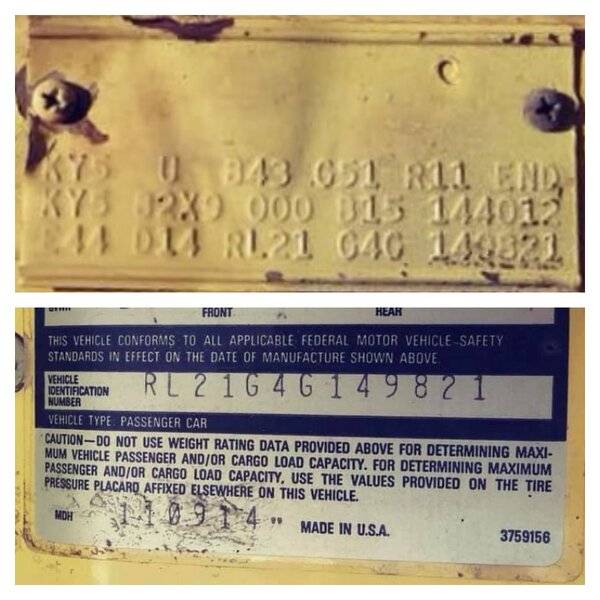 KY5 U B43 G51 R11 END
KY5 B2X9 000 B15 144012
E44 D14 RL21 G4G 149821
FRONT REAR
THIS VEHICLE CONFORMS TO ALL APPLICABLE FEDERAL MOTOR VEHICLE-SAFETY
STANDARDS IN EFFECT ON THE DATE OF MANUFACTURE SHOWN ABOVE.
VEHICLE
IDENTIFICATION
NUMBER
RL21G4G149821
VEHICLE TYPE: PASSENGER CAR
CAUTION—DO NOT USE WEIGHT RATING DATA PROVIDED ABOVE FOR DETERMINING MAXI-
MUM VEHICLE PASSENGER AND/OR CARGO LOAD CAPACITY. FOR DETERMINING MAXIMUM
PASSENGER AND/OR CARGO LOAD CAPACITY, USE THE VALUES PROVIDED ON THE TIRE
PRESSURE PLACARD AFFIXED ELSEWHERE ON THIS VEHICLE.
MDH 110914 "" MADE IN U.S.A. 3759156